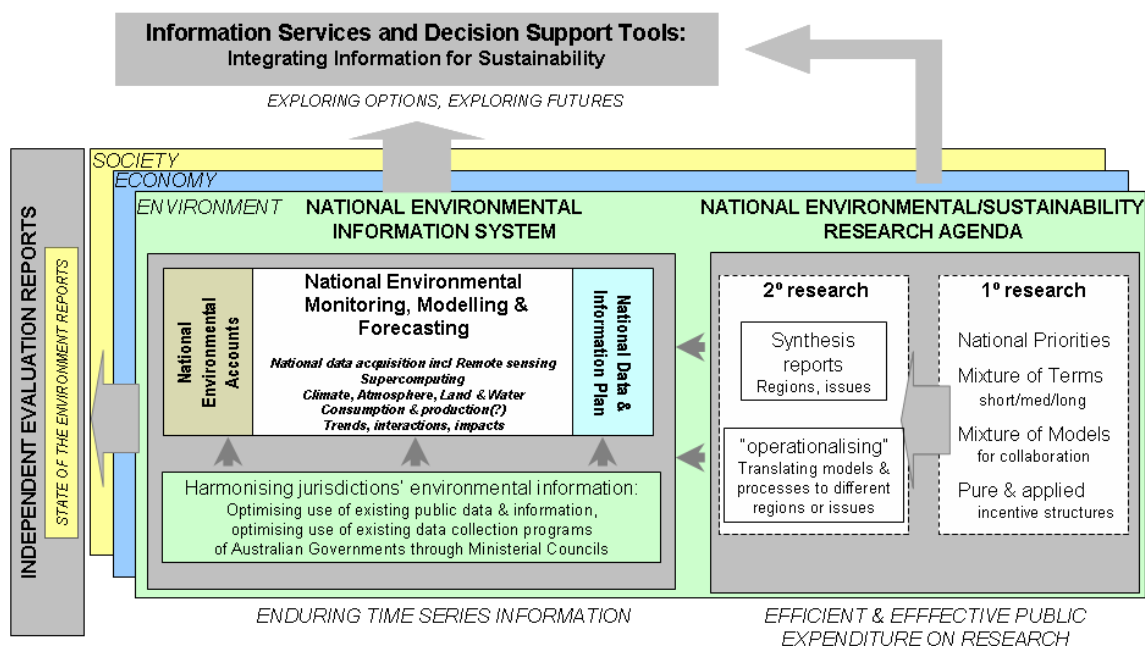 Information Services and Decision Support Tools:
Integrating Information for Sustainability
EXPLORING OPTIONS, EXPLORING FUTURES
INDEPENDENT EVALUATION REPORTS
STATE OF THE ENVIRONMENT REPORTS
SOCIETY
ECONOMY
ENVIRONMENT
NATIONAL ENVIRONMENTAL
INFORMATION SYSTEM
National
Environmental
Accounts
National Environmental
Monitoring, Modelling &
Forecasting
National data acquisition incl Remote sensing
Supercomputing
Climate, Atmosphere, Land & Water
Consumption & production(?)
Trends, interactions, impacts
National Data &
Information Plan
Harmonising jurisdictions' environmental information:
Optimising use of existing public data & information,
optimising use of existing data collection programs
of Australian Governments through Ministerial Councils
ENDURING TIME SERIES INFORMATION
NATIONAL ENVIRONMENTAL/SUSTAINABILITY
RESEARCH AGENDA
2º research
Synthesis
reports
Regions, issues
"operationalising"
Translating models &
processes to different
regions or issues
1º research
National Priorities
Mixture of Terms
short/med/long
Mixture of Models
for collaboration
Pure & applied
incentive structures
EFFICIENT & EFFFECTIVE PUBLIC
EXPENDITURE ON RESEARCH